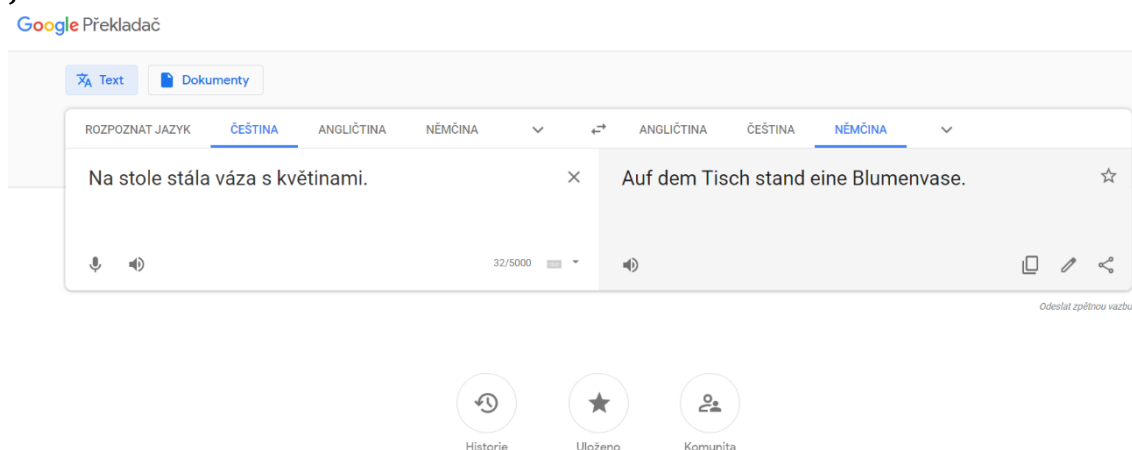 Google Překladač
Text Dokumenty
ROZPOZNAT JAZYK ČEŠTINA ANGLIČTINA NĚMČINA ANGLIČTINA ČEŠTINA NĚMČINA
Na stole stála váza s květinami. Auf dem Tisch stand eine Blumenvase.
32/5000
Odeslat zpětnou vazbu
Historie Uloženo Komunita